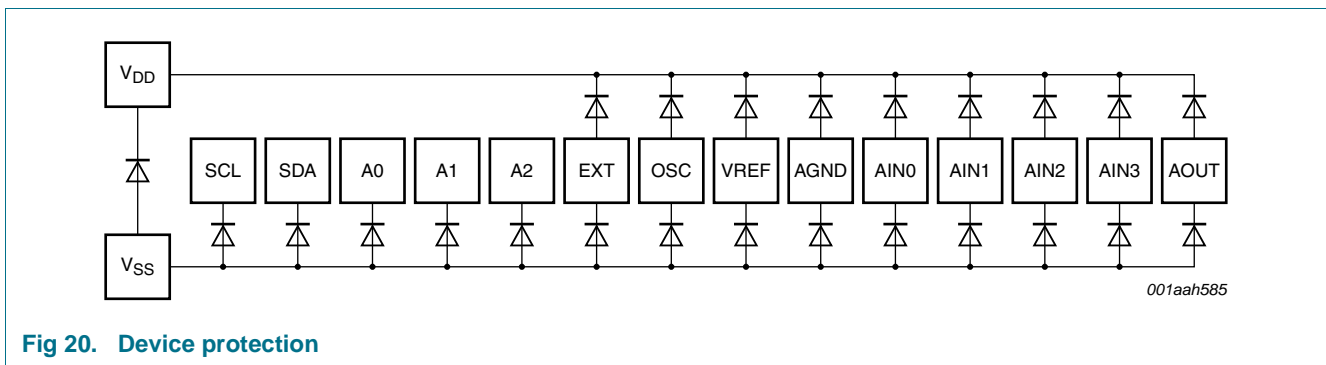 VDD
SCL SDA A0 A1 A2 EXT OSC VREF AGND AIN0 AIN1 AIN2 AIN3 AOUT
VSS
001aah585
Fig 20. Device protection